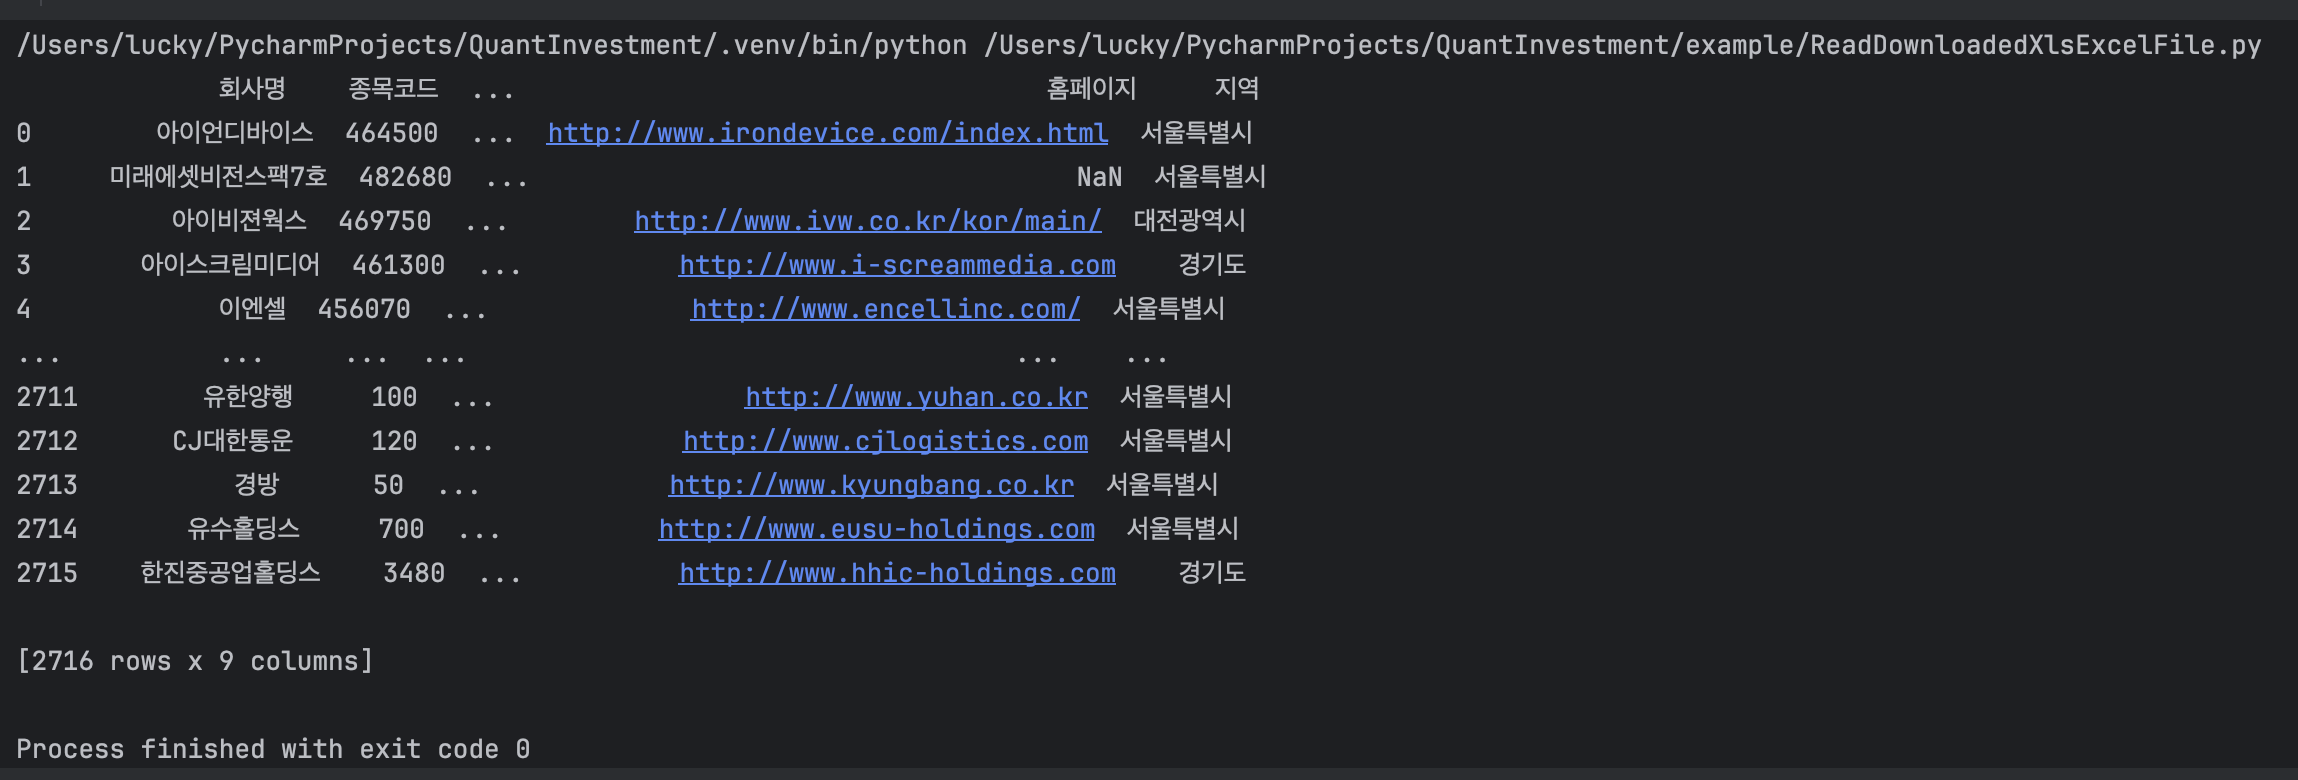 /Users/lucky/PycharmProjects/QuantInvestment/.venv/bin/python /Users/lucky/PycharmProjects/QuantInvestment/example/ReadDownloadedXlsExcelFile.py
회사명 종목코드 ... 홈페이지 지역
0 아이언디바이스 464500 ... http://www.irondevice.com/index.html 서울특별시
1 미래에셋비전스팩7호 482680 ... NaN 서울특별시
2 아이비젼웍스 469750 ... http://www.ivw.co.kr/kor/main/ 대전광역시
3 아이스크림미디어 461300 ... http://www.i-screammedia.com 경기도
4 이엔셀 456070 ... http://www.encellinc.com/ 서울특별시
... ... ... ... ... ...
2711 유한양행 100 ... http://www.yuhan.co.kr 서울특별시
2712 CJ대한통운 120 ... http://www.cjlogistics.com 서울특별시
2713 경방 50 ... http://www.kyungbang.co.kr 서울특별시
2714 유수홀딩스 700 ... http://www.eusu-holdings.com 서울특별시
2715 한진중공업홀딩스 3480 ... http://www.hhic-holdings.com 경기도
[2716 rows x 9 columns]
Process finished with exit code 0